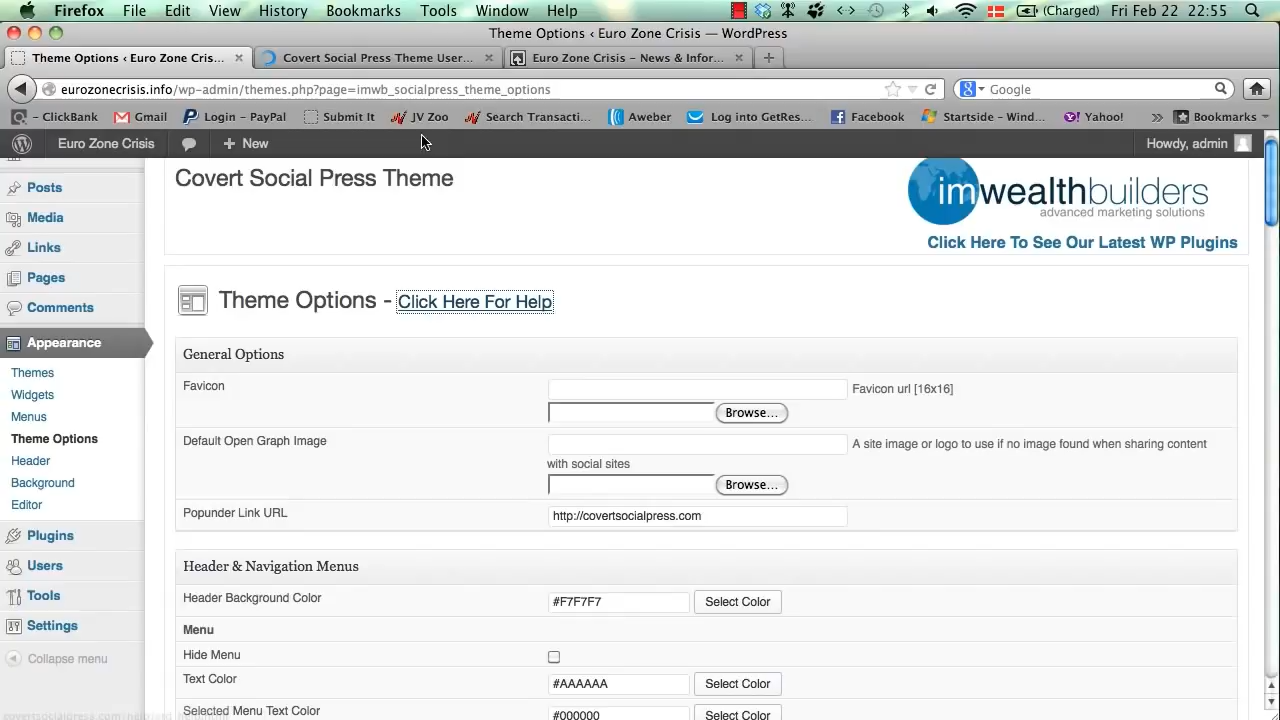 Firefox File Edit View History Bookmarks Tools Window Help (Charged) Fri Feb 22 22:55
Theme Options ‹ Euro Zone Crisis — WordPress
Theme Options ‹ Euro Zone Cris... Covert Social Press Theme User... Euro Zone Crisis – News & Infor...
eurozonecrisis.info/wp-admin/themes.php?page=imwb_socialpress_theme_options Google
- ClickBank Gmail Login - PayPal Submit It JV Zoo Search Transacti... Aweber Log into GetRes... Facebook Startside - Wind... Yahoo! » Bookmarks
Euro Zone Crisis + New Howdy, admin
Posts
Media
Links
Pages
Comments
Appearance
Themes
Widgets
Menus
Theme Options
Header
Background
Editor
Plugins
Users
Tools
Settings
Collapse menu
Covert Social Press Theme
imwealthbuilders
advanced marketing solutions
Click Here To See Our Latest WP Plugins
Theme Options - Click Here For Help
General Options
Favicon Favicon url [16x16]
Browse...
Default Open Graph Image A site image or logo to use if no image found when sharing content
with social sites
Browse...
Popunder Link URL http://covertsocialpress.com
Header & Navigation Menus
Header Background Color #F7F7F7 Select Color
Menu
Hide Menu
Text Color #AAAAAA Select Color
Selected Menu Text Color #000000 Select Color